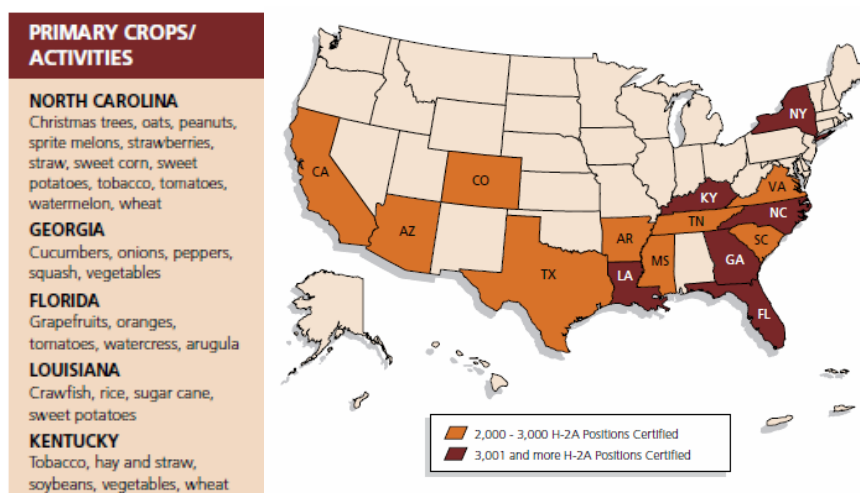 PRIMARY CROPS/
ACTIVITIES
NORTH CAROLINA
Christmas trees, oats, peanuts,
sprite melons, strawberries,
straw, sweet corn, sweet
potatoes, tobacco, tomatoes,
watermelon, wheat
GEORGIA
Cucumbers, onions, peppers,
squash, vegetables
FLORIDA
Grapefruits, oranges,
tomatoes, watercress, arugula
LOUISIANA
Crawfish, rice, sugar cane,
sweet potatoes
KENTUCKY
Tobacco, hay and straw,
soybeans, vegetables, wheat
NY
CA
CO
KY
VA
AZ
TN
NC
AR
SC
TX
LA
MS
GA
FL
2,000 - 3,000 H-2A Positions Certified
3,001 and more H-2A Positions Certified